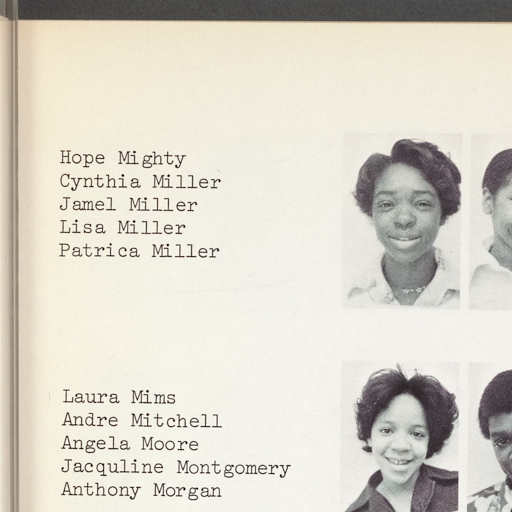 Hope Mighty
Cynthia Miller
Jamel Miller
Lisa Miller
Patrica Miller
Laura Mims
Andre Mitchell
Angela Moore
Jacquline Montgomery
Anthony Morgan